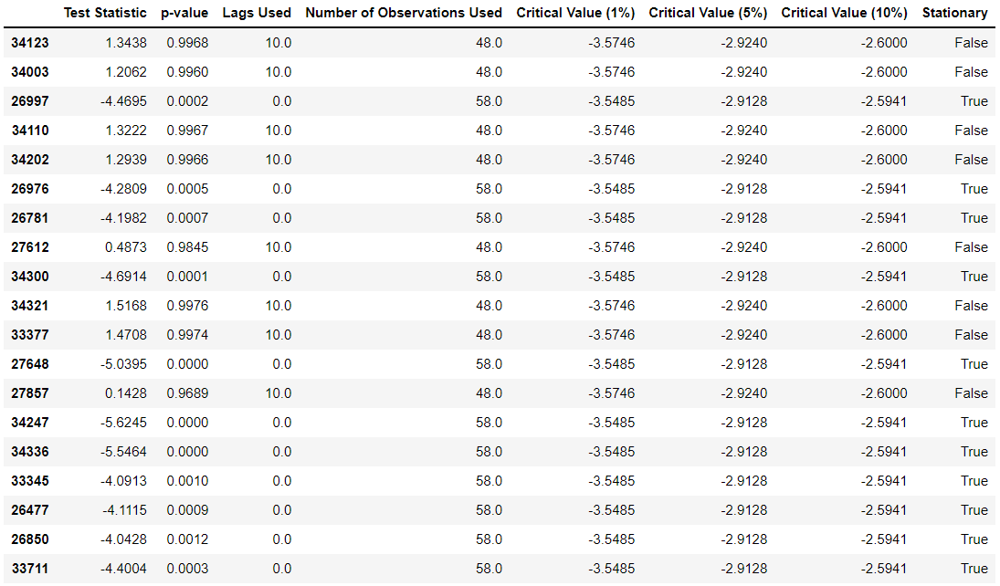 Test Statistic p-value Lags Used Number of Observations Used Critical Value (1%) Critical Value (5%) Critical Value (10%) Stationary
34123 1.3438 0.9968 10.0 48.0 -3.5746 -2.9240 -2.6000 False
34003 1.2062 0.9960 10.0 48.0 -3.5746 -2.9240 -2.6000 False
26997 -4.4695 0.0002 0.0 58.0 -3.5485 -2.9128 -2.5941 True
34110 1.3222 0.9967 10.0 48.0 -3.5746 -2.9240 -2.6000 False
34202 1.2939 0.9966 10.0 48.0 -3.5746 -2.9240 -2.6000 False
26976 -4.2809 0.0005 0.0 58.0 -3.5485 -2.9128 -2.5941 True
26781 -4.1982 0.0007 0.0 58.0 -3.5485 -2.9128 -2.5941 True
27612 0.4873 0.9845 10.0 48.0 -3.5746 -2.9240 -2.6000 False
34300 -4.6914 0.0001 0.0 58.0 -3.5485 -2.9128 -2.5941 True
34321 1.5168 0.9976 10.0 48.0 -3.5746 -2.9240 -2.6000 False
33377 1.4708 0.9974 10.0 48.0 -3.5746 -2.9240 -2.6000 False
27648 -5.0395 0.0000 0.0 58.0 -3.5485 -2.9128 -2.5941 True
27857 0.1428 0.9689 10.0 48.0 -3.5746 -2.9240 -2.6000 False
34247 -5.6245 0.0000 0.0 58.0 -3.5485 -2.9128 -2.5941 True
34336 -5.5464 0.0000 0.0 58.0 -3.5485 -2.9128 -2.5941 True
33345 -4.0913 0.0010 0.0 58.0 -3.5485 -2.9128 -2.5941 True
26477 -4.1115 0.0009 0.0 58.0 -3.5485 -2.9128 -2.5941 True
26850 -4.0428 0.0012 0.0 58.0 -3.5485 -2.9128 -2.5941 True
33711 -4.4004 0.0003 0.0 58.0 -3.5485 -2.9128 -2.5941 True